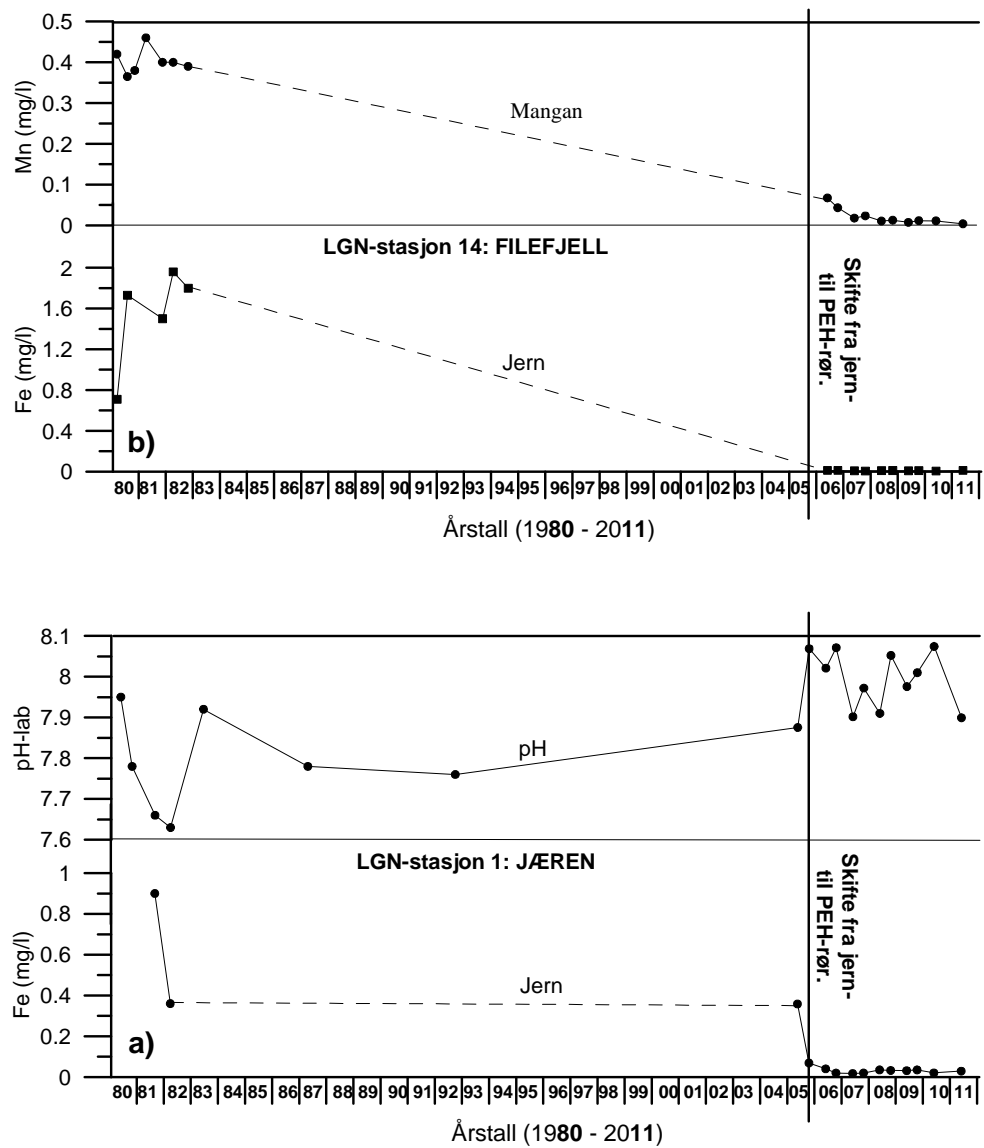 0.5
0.4
0.3
0.2
0.1
0
Mn (mg/l)
Mangan
LGN-stasjon 14: FILEFJELL
2
1.6
1.2
0.8
0.4
0
Fe (mg/l)
Jern
b)
Skifte fra jern-
til PEH-rør.
80 81 82 83 84 85 86 87 88 89 90 91 92 93 94 95 96 97 98 99 00 01 02 03 04 05 06 07 08 09 10 11
Årstall (1980 - 2011)
8.1
8
7.9
7.8
7.7
7.6
pH-lab
pH
LGN-stasjon 1: JÆREN
1
0.8
0.6
0.4
0.2
0
Fe (mg/l)
Jern
a)
Skifte fra jern-
til PEH-rør.
80 81 82 83 84 85 86 87 88 89 90 91 92 93 94 95 96 97 98 99 00 01 02 03 04 05 06 07 08 09 10 11
Årstall (1980 - 2011)